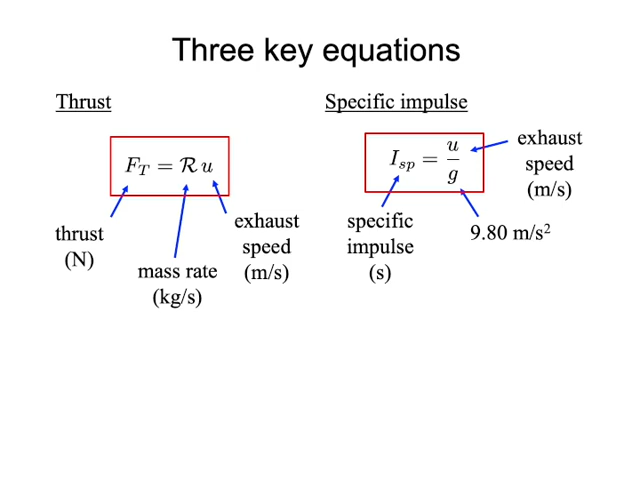 Three key equations
Thrust
F_T = ℛ u
thrust
(N)
mass rate
(kg/s)
exhaust
speed
(m/s)
Specific impulse
I_sp = u/g
specific
impulse
(s)
exhaust
speed
(m/s)
9.80 m/s²